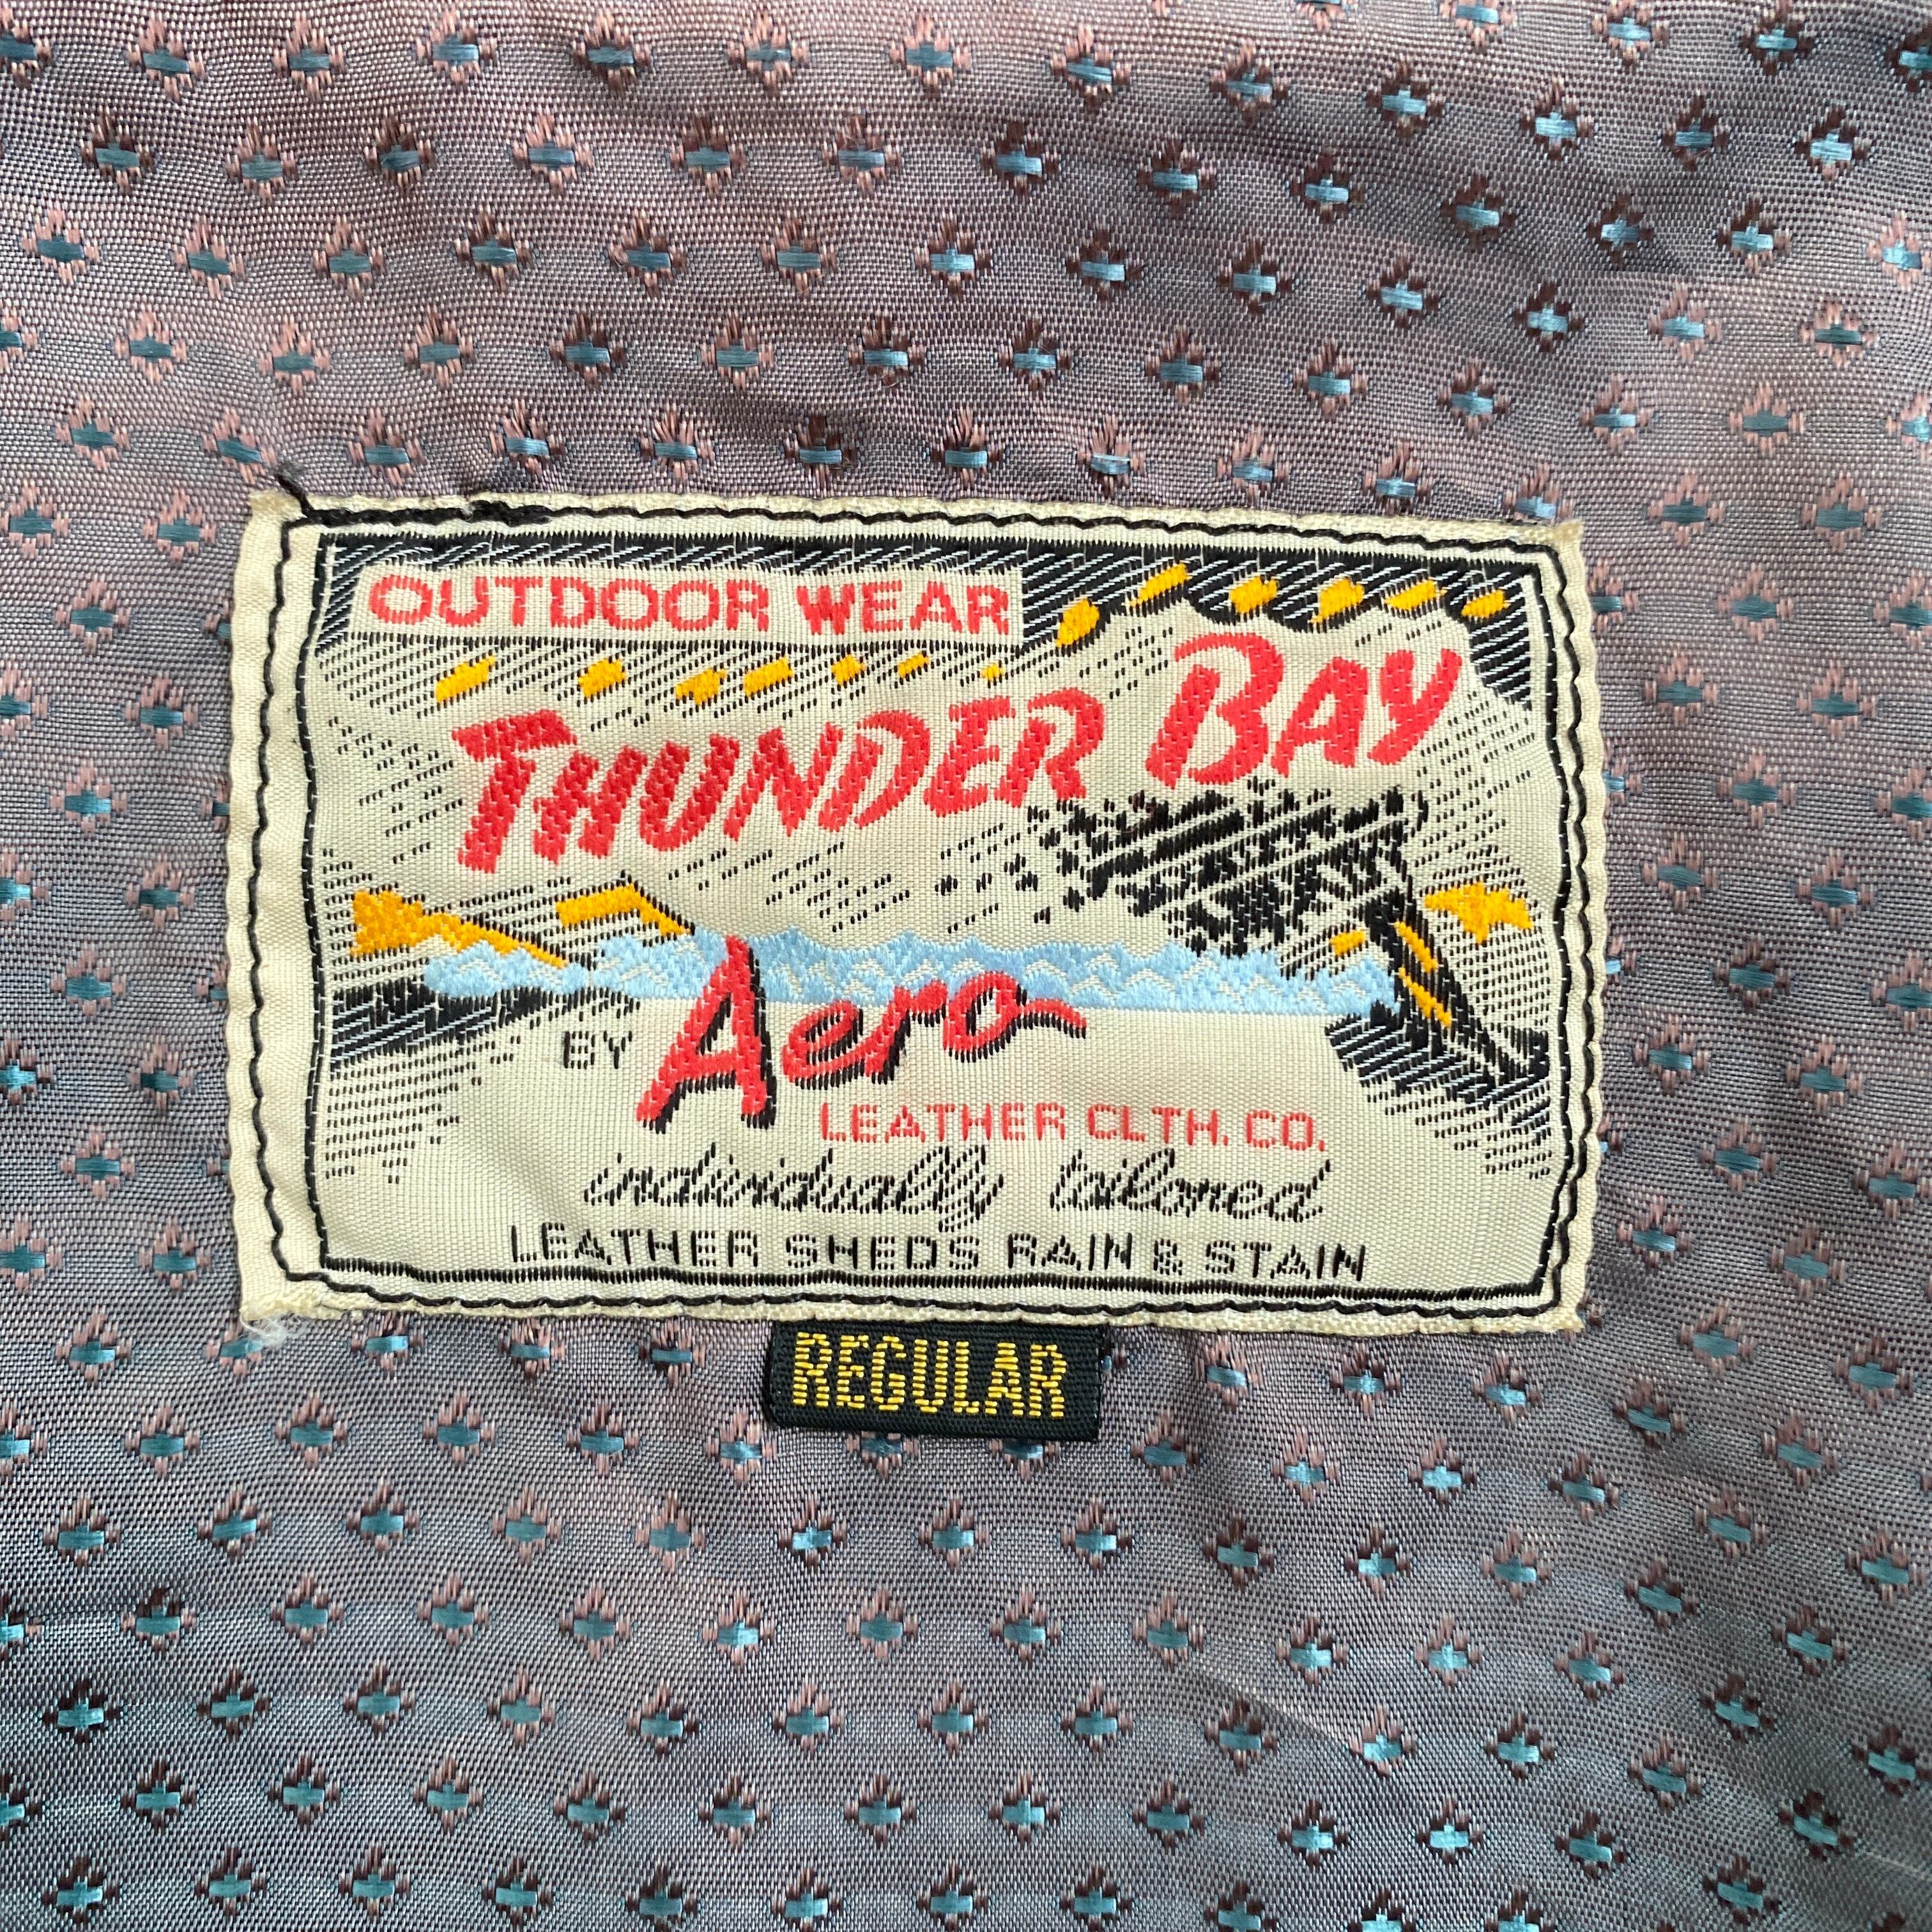 OUTDOOR WEAR
THUNDER BAY
BY Aero
LEATHER CLTH. CO.
individually tailored
LEATHER SHEDS RAIN & STAIN
REGULAR